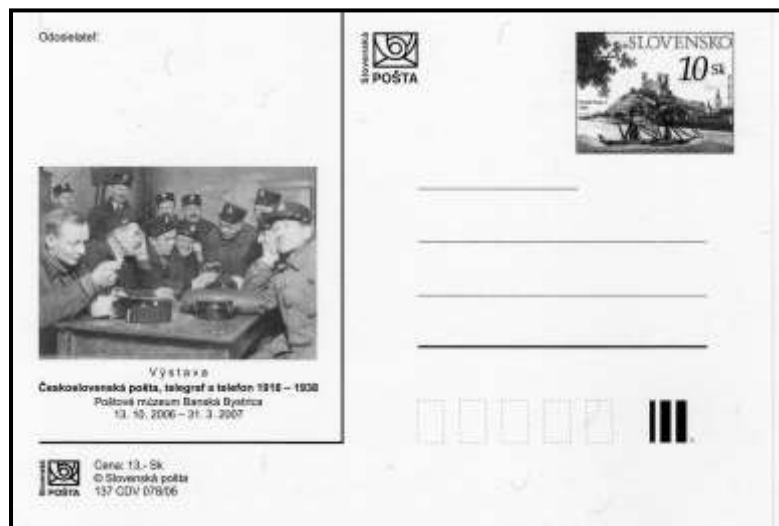 Odosielateľ:
Slovenská
POŠTA
SLOVENSKO
10 Sk
Výstava
Československá pošta, telegraf a telefon 1918 – 1938
Poštové múzeum Banská Bystrica
13. 10. 2006 – 31. 3. 2007
Slovenská
POŠTA
Cena: 13,- Sk
© Slovenská pošta
137 CDV 078/06